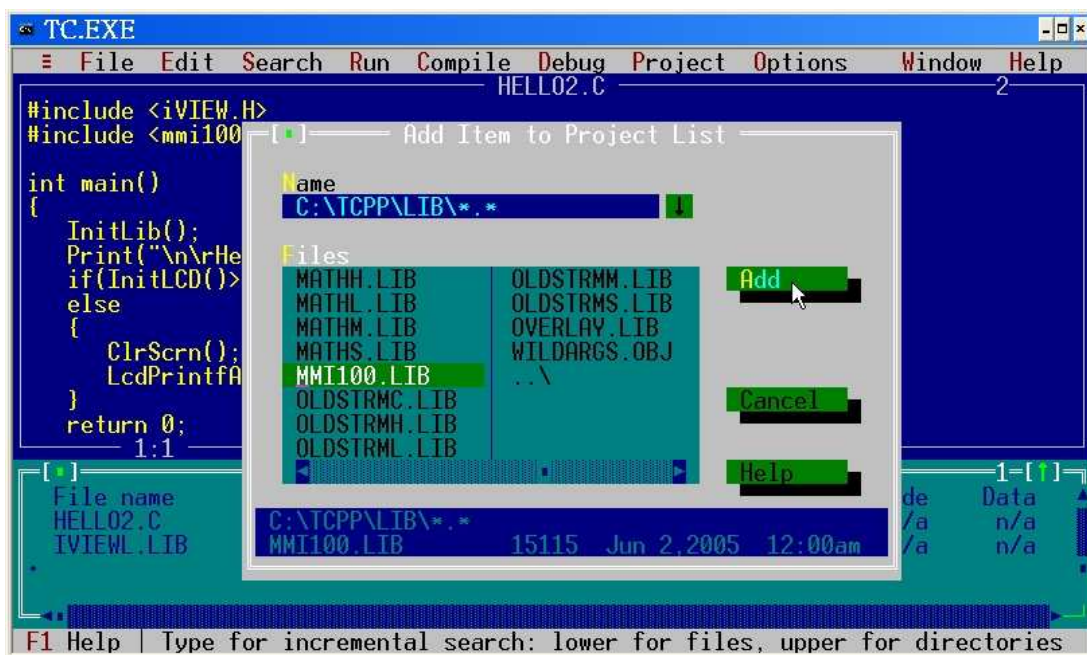 TC.EXE
≡ File Edit Search Run Compile Debug Project Options Window Help
HELLO2.C 2
#include <iVIEW.H>
#include <mmi100
int main()
{
InitLib();
Print("\n\rHe
if(InitLCD()>
else
{
ClrScrn();
LcdPrintfA
}
return 0;
1:1
Add Item to Project List
Name
C:\TCPP\LIB\*.*
Files
MATHH.LIB
MATHL.LIB
MATHM.LIB
MATHS.LIB
MMI100.LIB
OLDSTRMC.LIB
OLDSTRMH.LIB
OLDSTRML.LIB
OLDSTRMM.LIB
OLDSTRMS.LIB
OVERLAY.LIB
WILDARGS.OBJ
..\
Add
Cancel
Help
C:\TCPP\LIB\*.*
MMI100.LIB 15115 Jun 2,2005 12:00am
1=[↑]
File name de Data
HELLO2.C /a n/a
IVIEWL.LIB /a n/a
F1 Help | Type for incremental search: lower for files, upper for directories